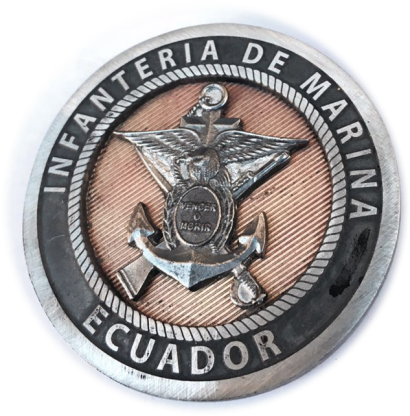 INFANTERIA DE MARINA
VENCER
O
MORIR
ECUADOR